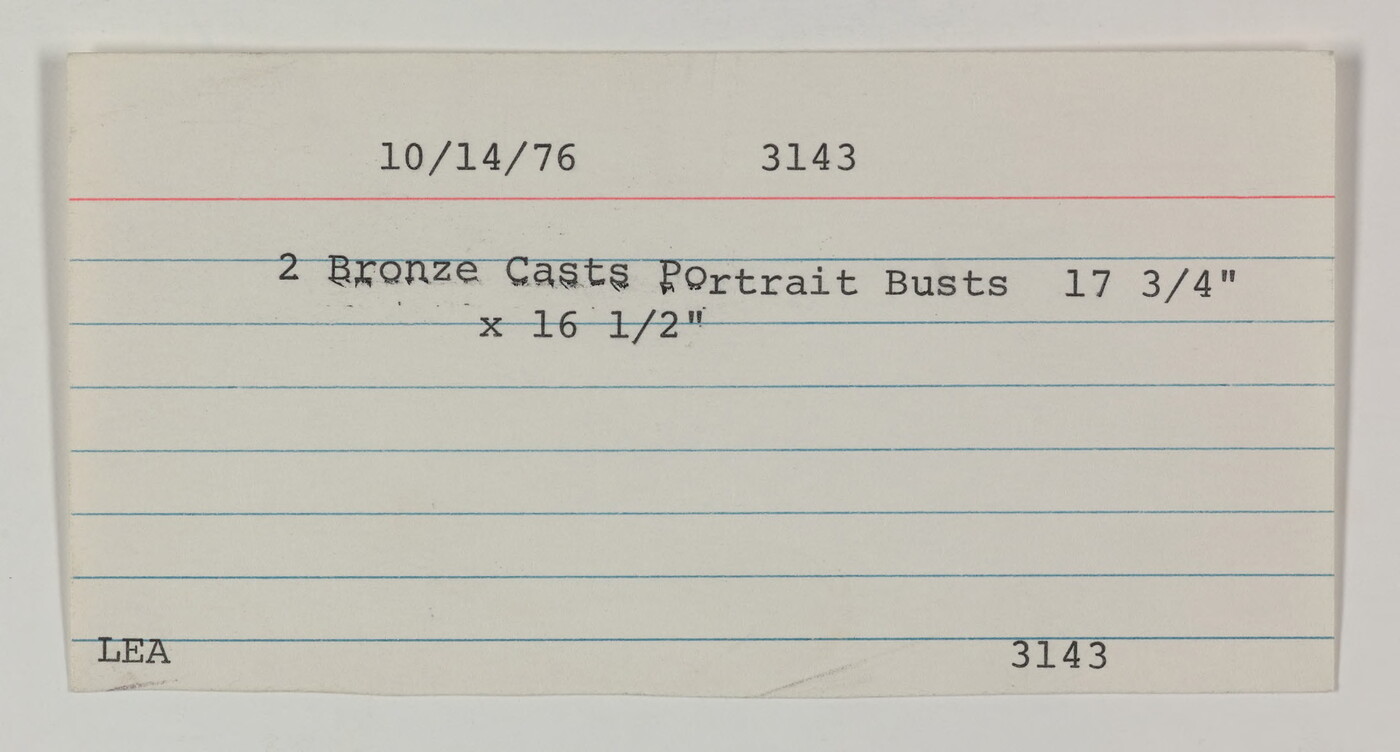 10/14/76 3143
2 Bronze Casts POrtrait Busts 17 3/4"
x 16 1/2"
LEA 3143